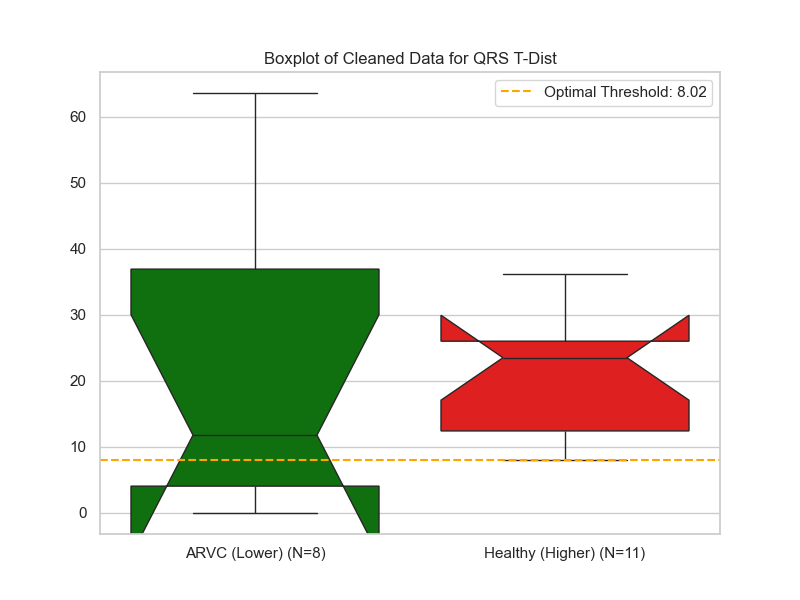 Boxplot of Cleaned Data for QRS T-Dist
Optimal Threshold: 8.02
60
50
40
30
20
10
0
ARVC (Lower) (N=8)
Healthy (Higher) (N=11)